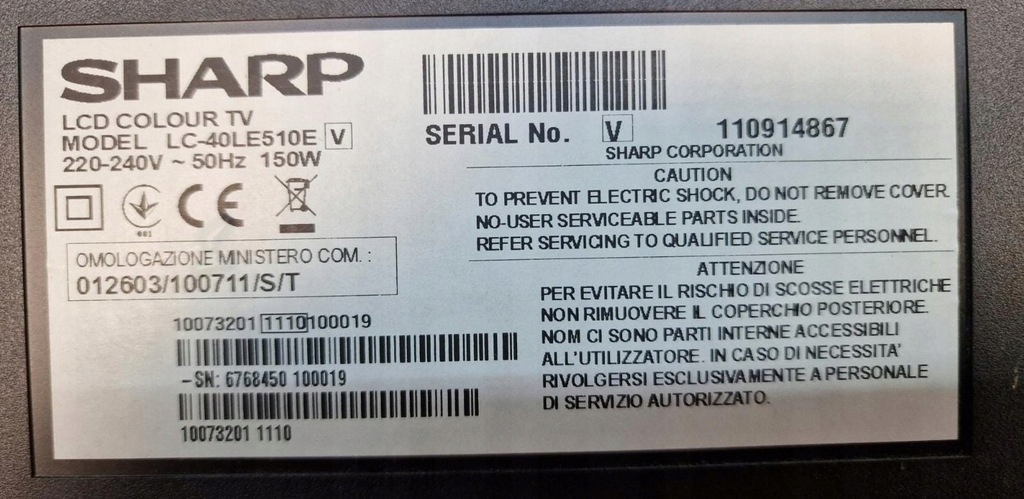 SHARP
LCD COLOUR TV
MODEL LC-40LE510E V
220-240V ~ 50Hz 150W
CE
001
OMOLOGAZIONE MINISTERO COM. :
012603/100711/S/T
10073201 1110 100019
-SN: 6768450 100019
10073201 1110
SERIAL No. V 110914867
SHARP CORPORATION
CAUTION
TO PREVENT ELECTRIC SHOCK, DO NOT REMOVE COVER.
NO-USER SERVICEABLE PARTS INSIDE.
REFER SERVICING TO QUALIFIED SERVICE PERSONNEL.
ATTENZIONE
PER EVITARE IL RISCHIO DI SCOSSE ELETTRICHE
NON RIMUOVERE IL COPERCHIO POSTERIORE.
NOM CI SONO PARTI INTERNE ACCESSIBILI
ALL'UTILIZZATORE. IN CASO DI NECESSITA'
RIVOLGERSI ESCLUSIVAMENTE A PERSONALE
DI SERVIZIO AUTORIZZATO.